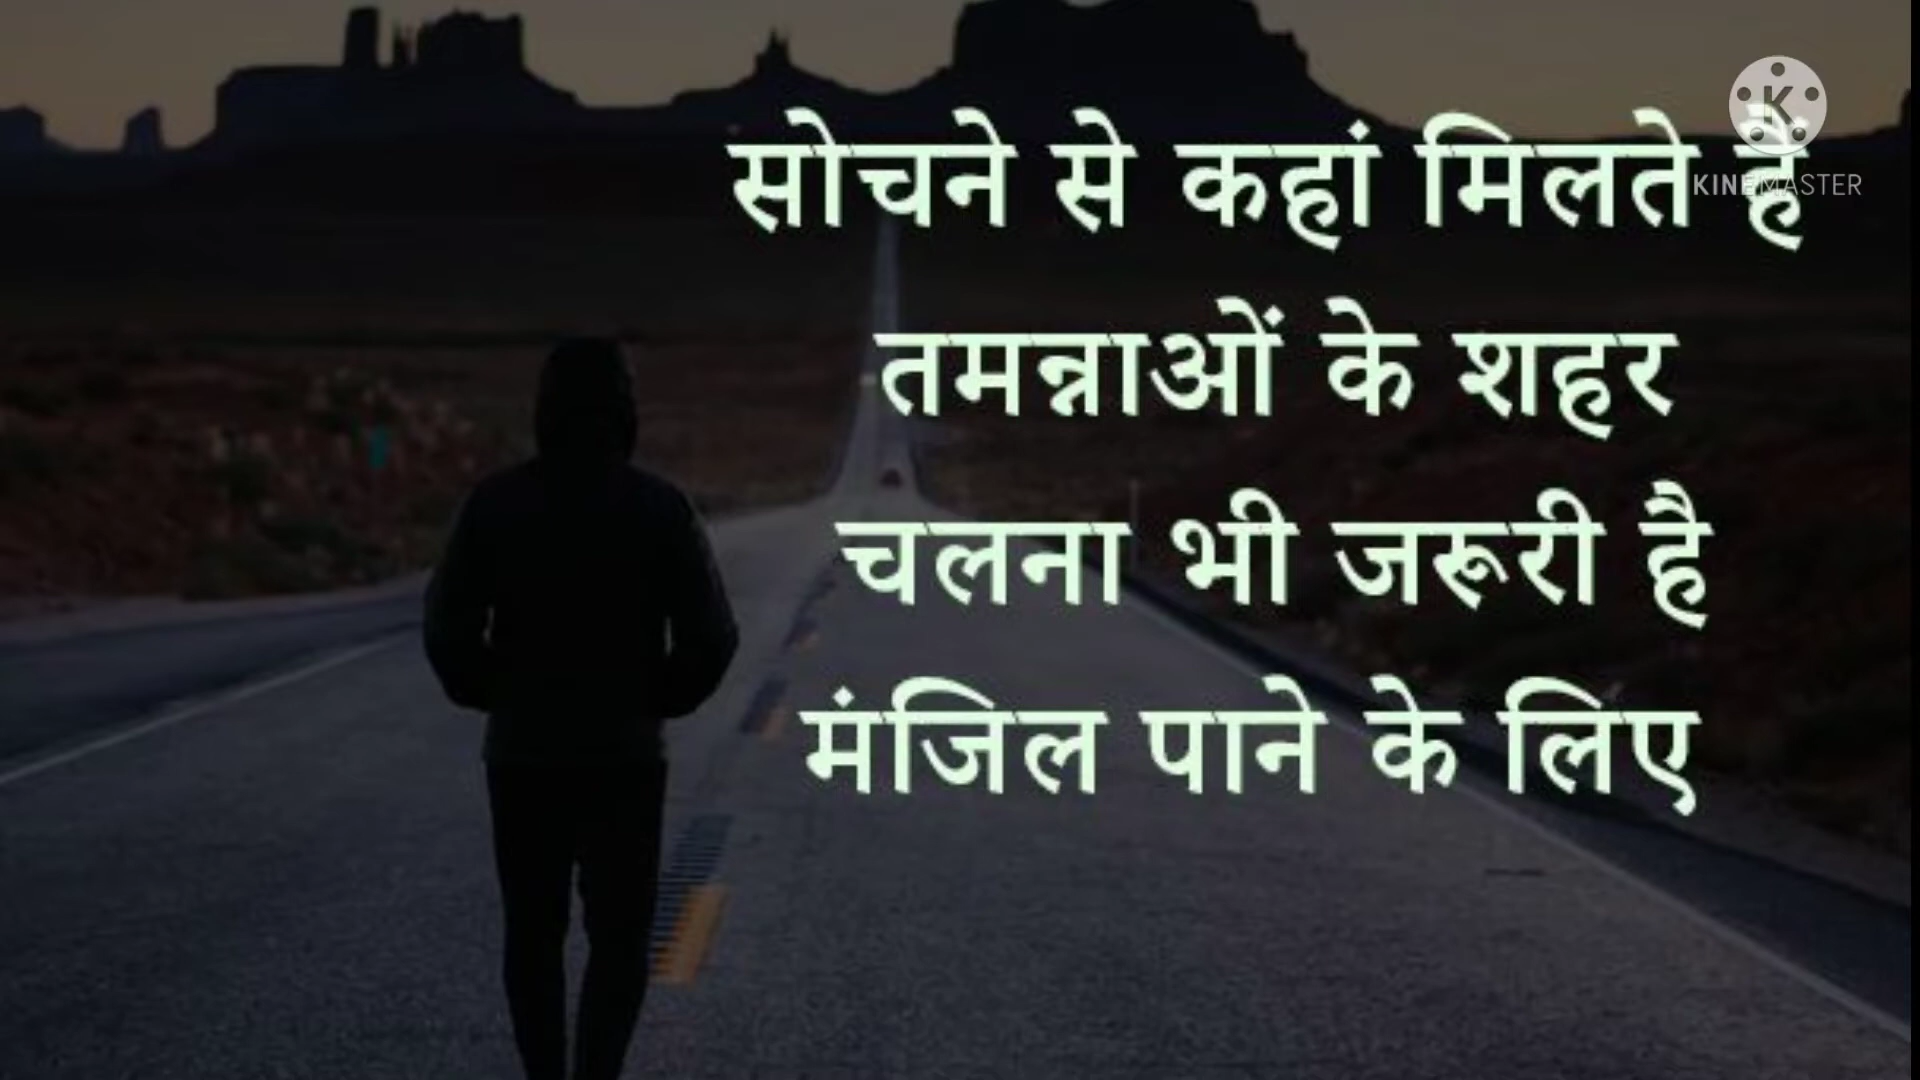 सोचने से कहां मिलते है
तमन्नाओं के शहर
चलना भी जरूरी है
मंजिल पाने के लिए
K
KINEMASTER